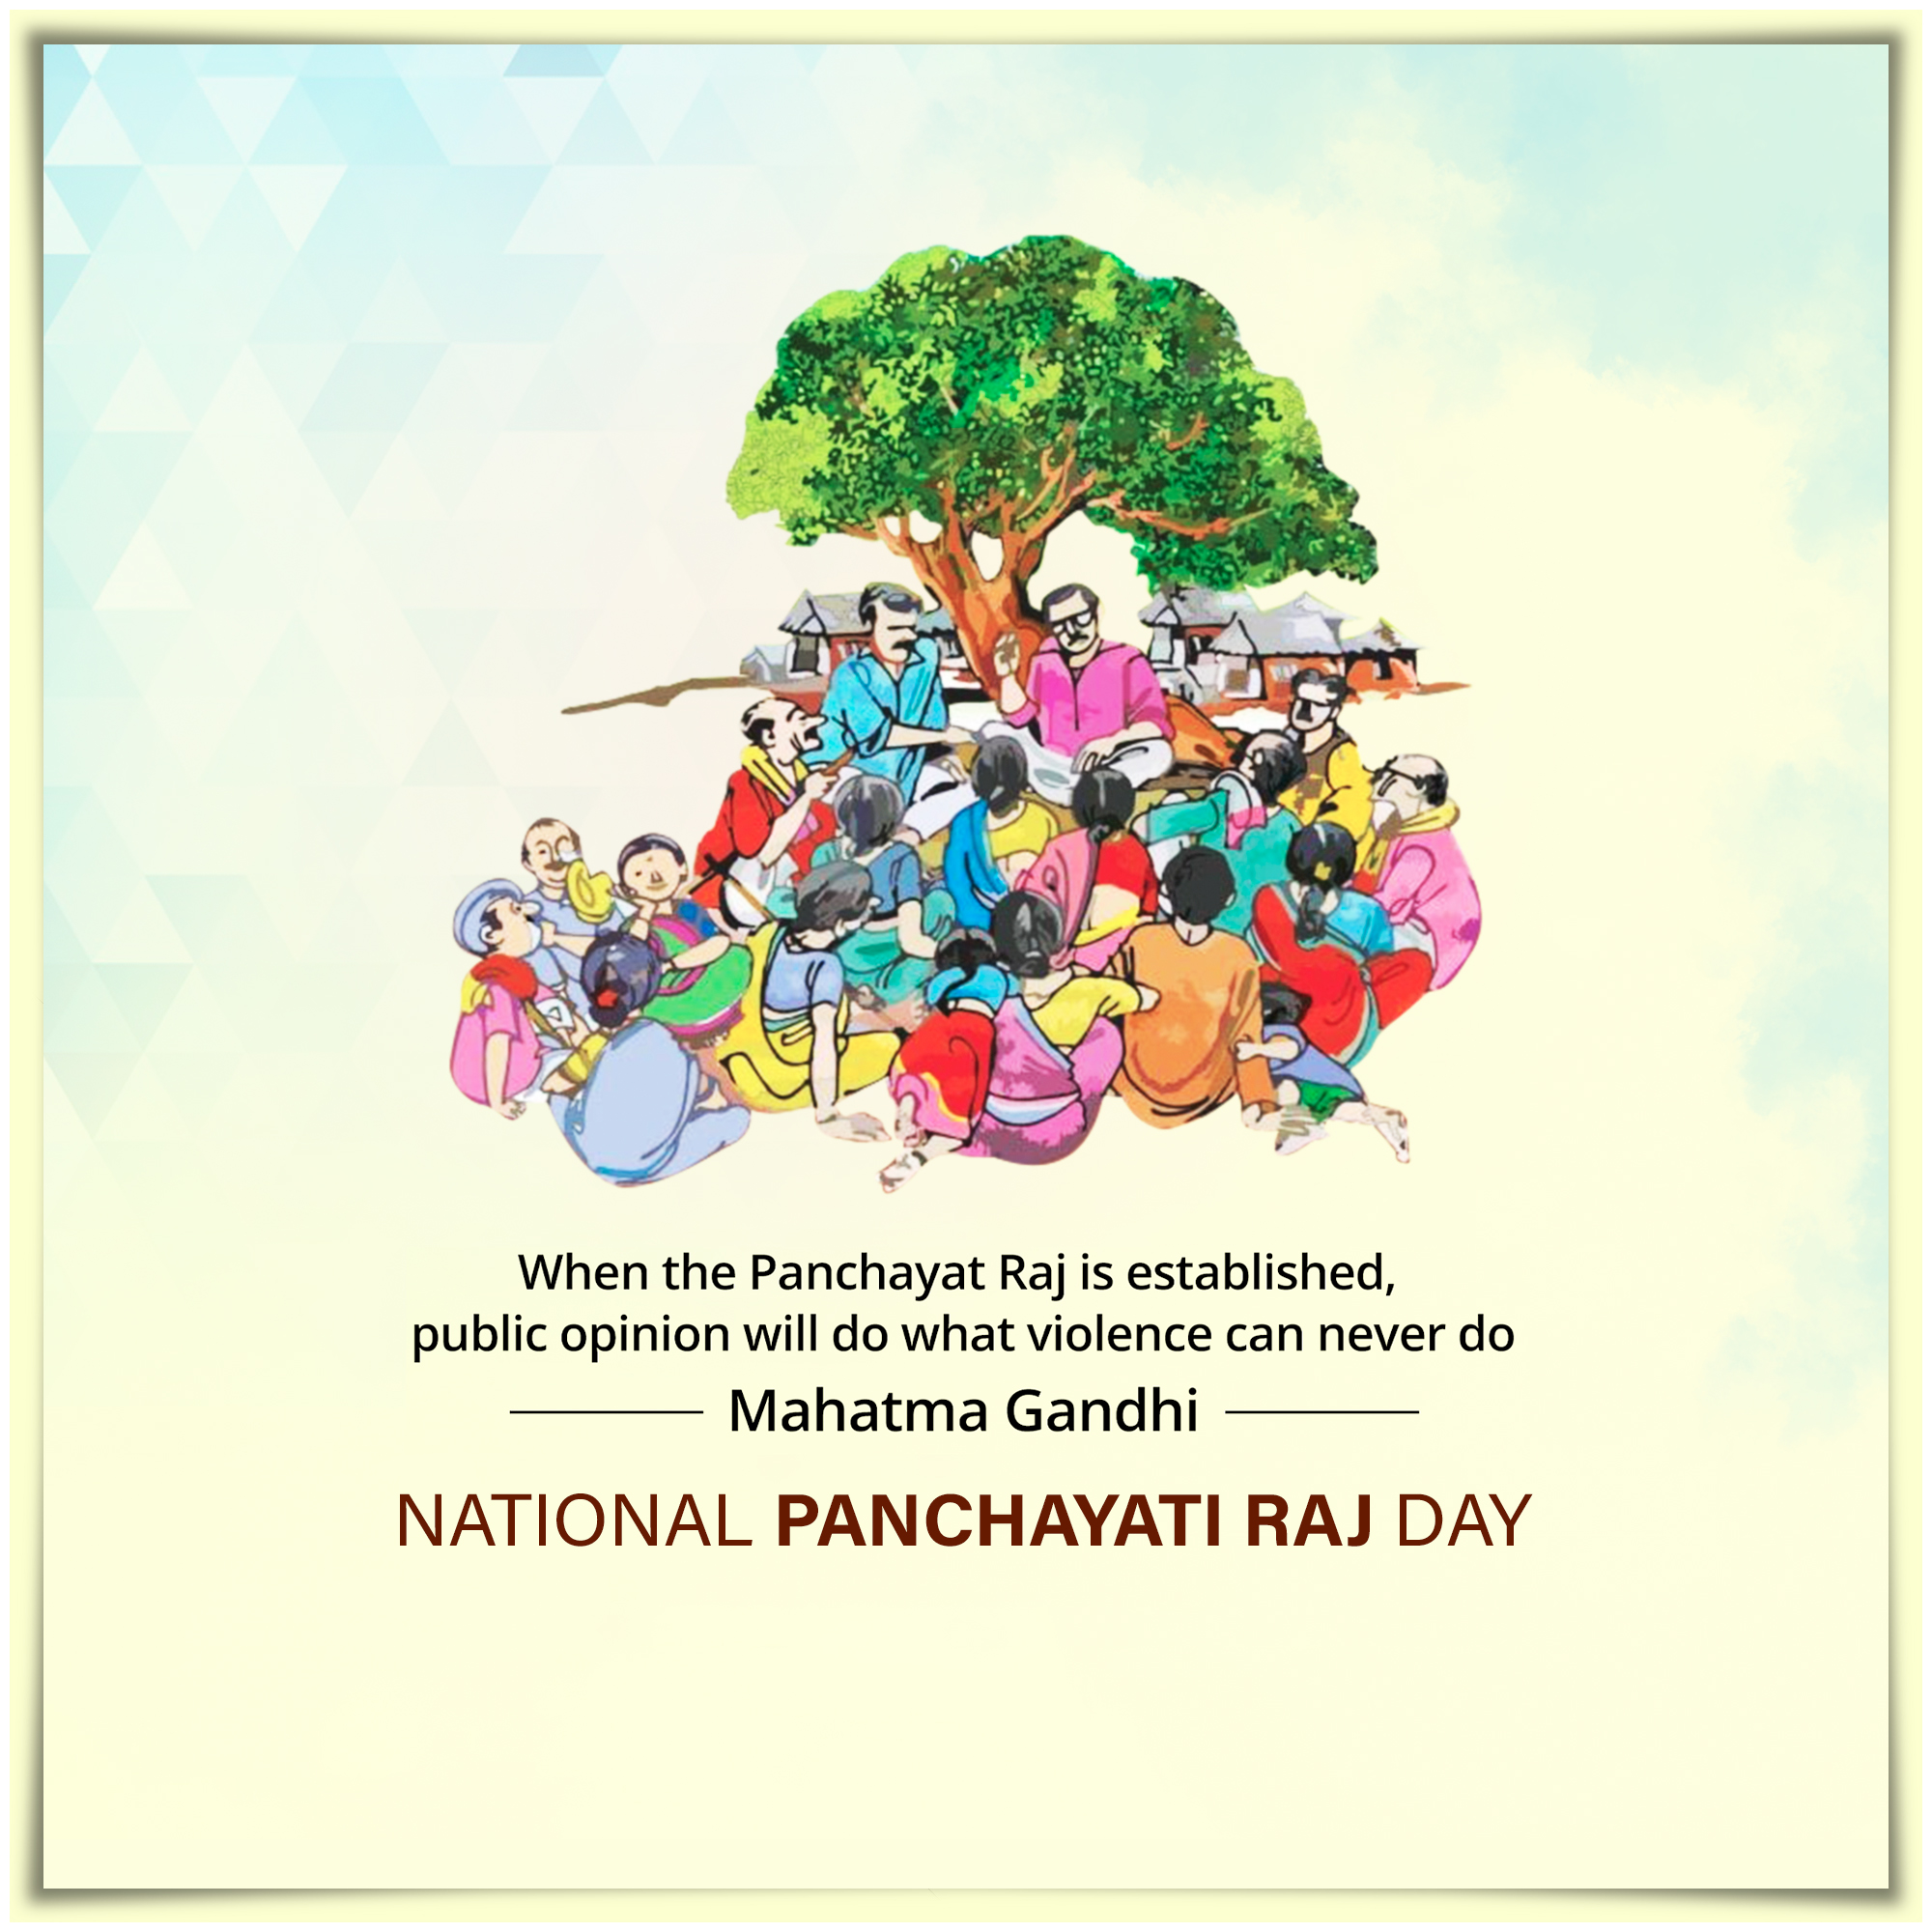 When the Panchayat Raj is established,
public opinion will do what violence can never do
Mahatma Gandhi
NATIONAL PANCHAYATI RAJ DAY